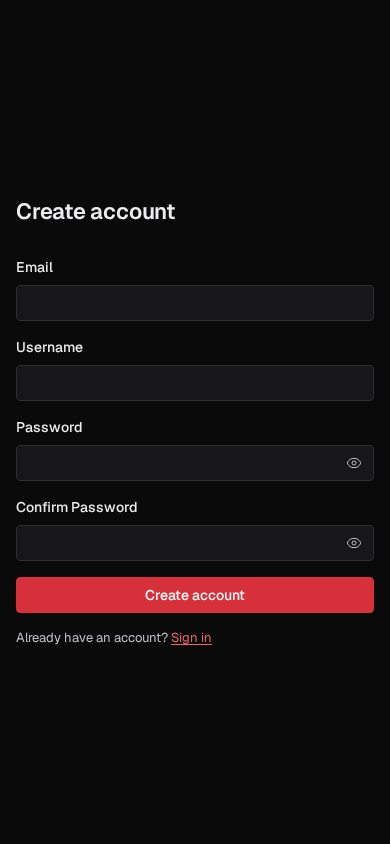 Create account
Email
Username
Password
Confirm Password
Create account
Already have an account? Sign in